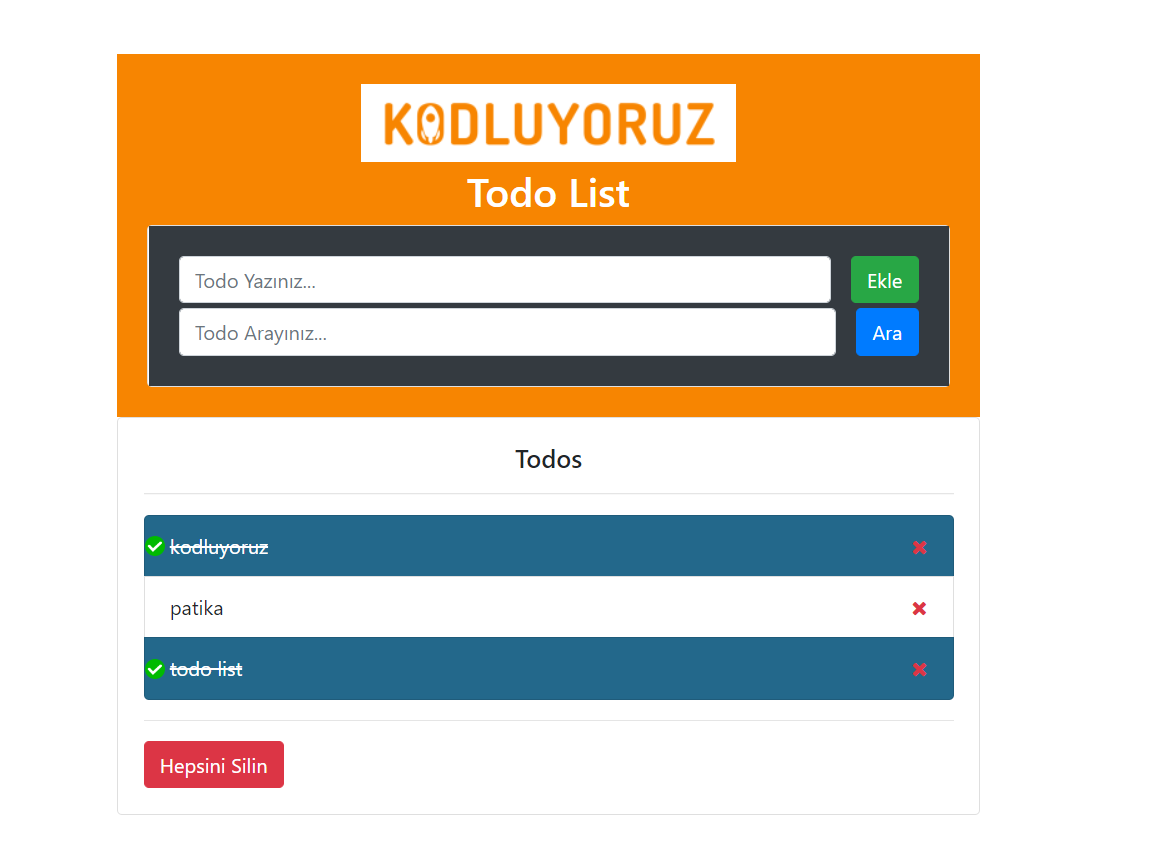 KODLUYORUZ
Todo List
Todo Yazınız...
Ekle
Todo Arayınız...
Ara
Todos
kodluyoruz
patika
todo list
Hepsini Silin